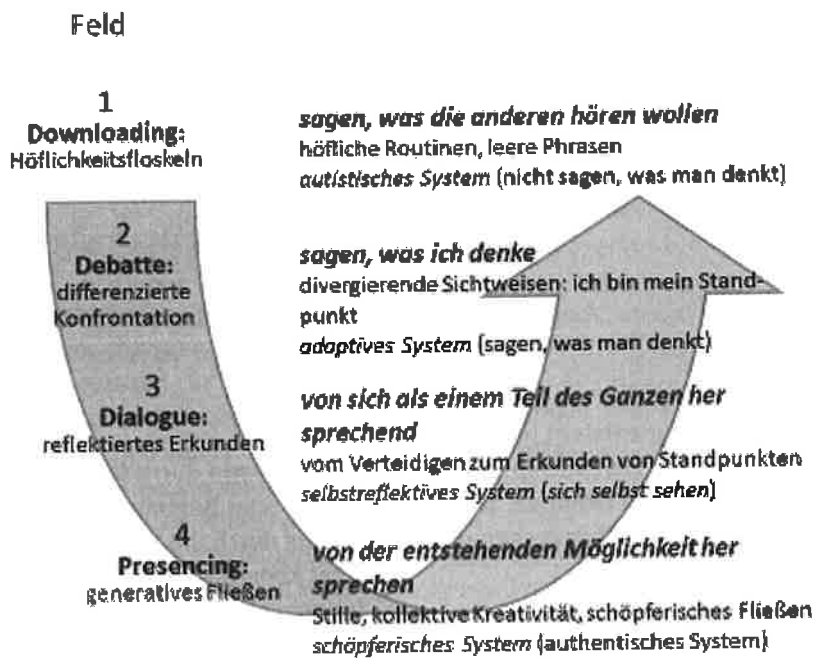 Feld
1
Downloading:
Höflichkeitsfloskeln
sagen, was die anderen hören wollen
höfliche Routinen, leere Phrasen
autistisches System (nicht sagen, was man denkt)
2
Debatte:
differenzierte
Konfrontation
sagen, was ich denke
divergierende Sichtweisen: ich bin mein Stand-
punkt
adaptives System (sagen, was man denkt)
3
Dialogue:
reflektiertes Erkunden
von sich als einem Teil des Ganzen her
sprechend
vom Verteidigen zum Erkunden von Standpunkten
selbstreflektives System (sich selbst sehen)
4
Presencing:
generatives Fließen
von der entstehenden Möglichkeit her
sprechen
Stille, kollektive Kreativität, schöpferisches Fließen
schöpferisches System (authentisches System)